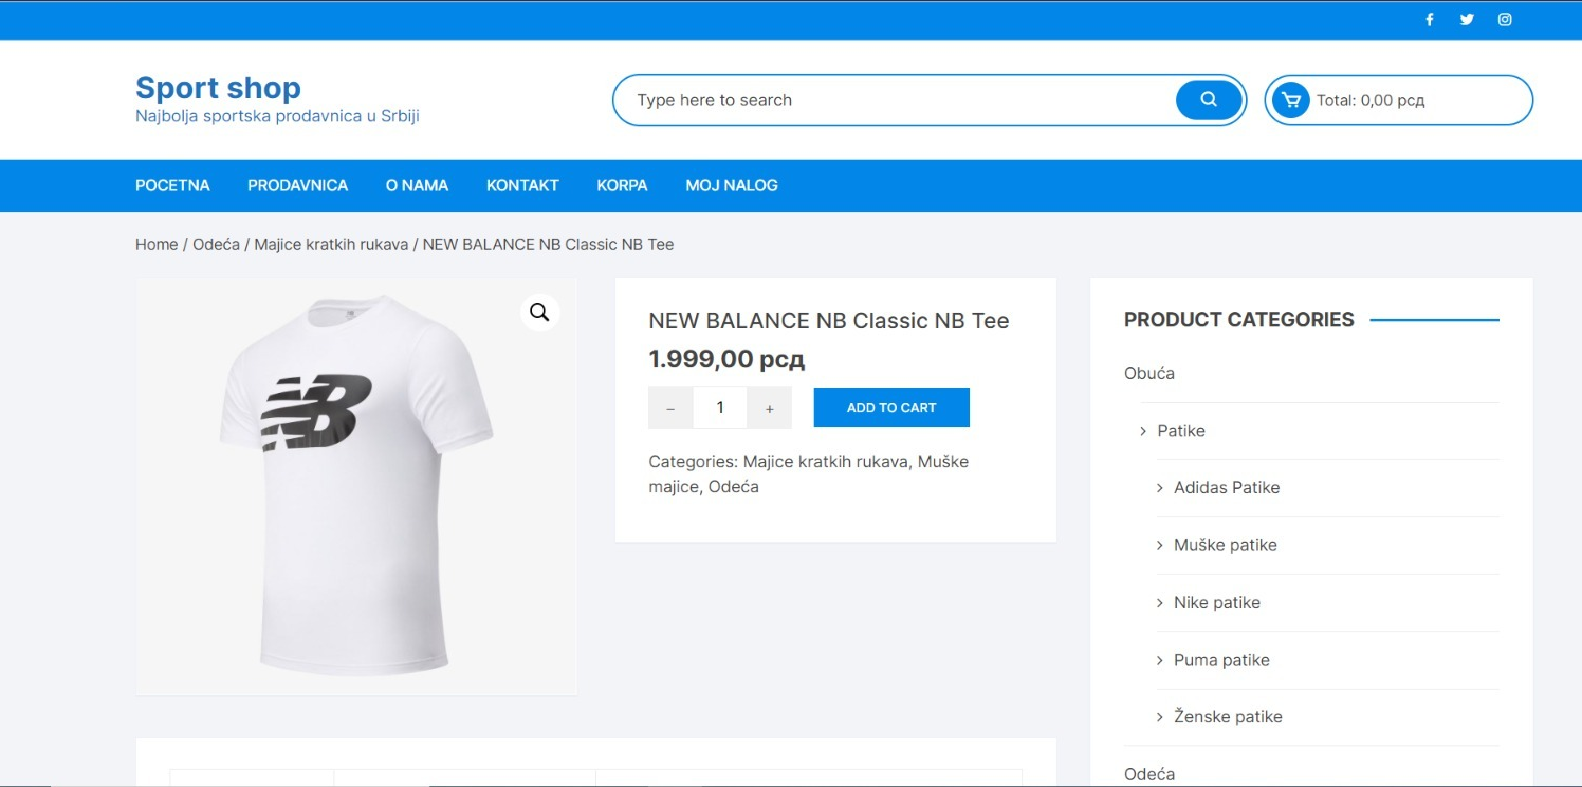 Sport shop
Najbolja sportska prodavnica u Srbiji
Type here to search
Total: 0,00 рсд
POCETNA PRODAVNICA O NAMA KONTAKT KORPA MOJ NALOG
Home / Odeća / Majice kratkih rukava / NEW BALANCE NB Classic NB Tee
NB
NEW BALANCE NB Classic NB Tee
1.999,00 рсд
– 1 + ADD TO CART
Categories: Majice kratkih rukava, Muške
majice, Odeća
PRODUCT CATEGORIES
Obuća
Patike
Adidas Patike
Muške patike
Nike patike
Puma patike
Ženske patike
Odeća